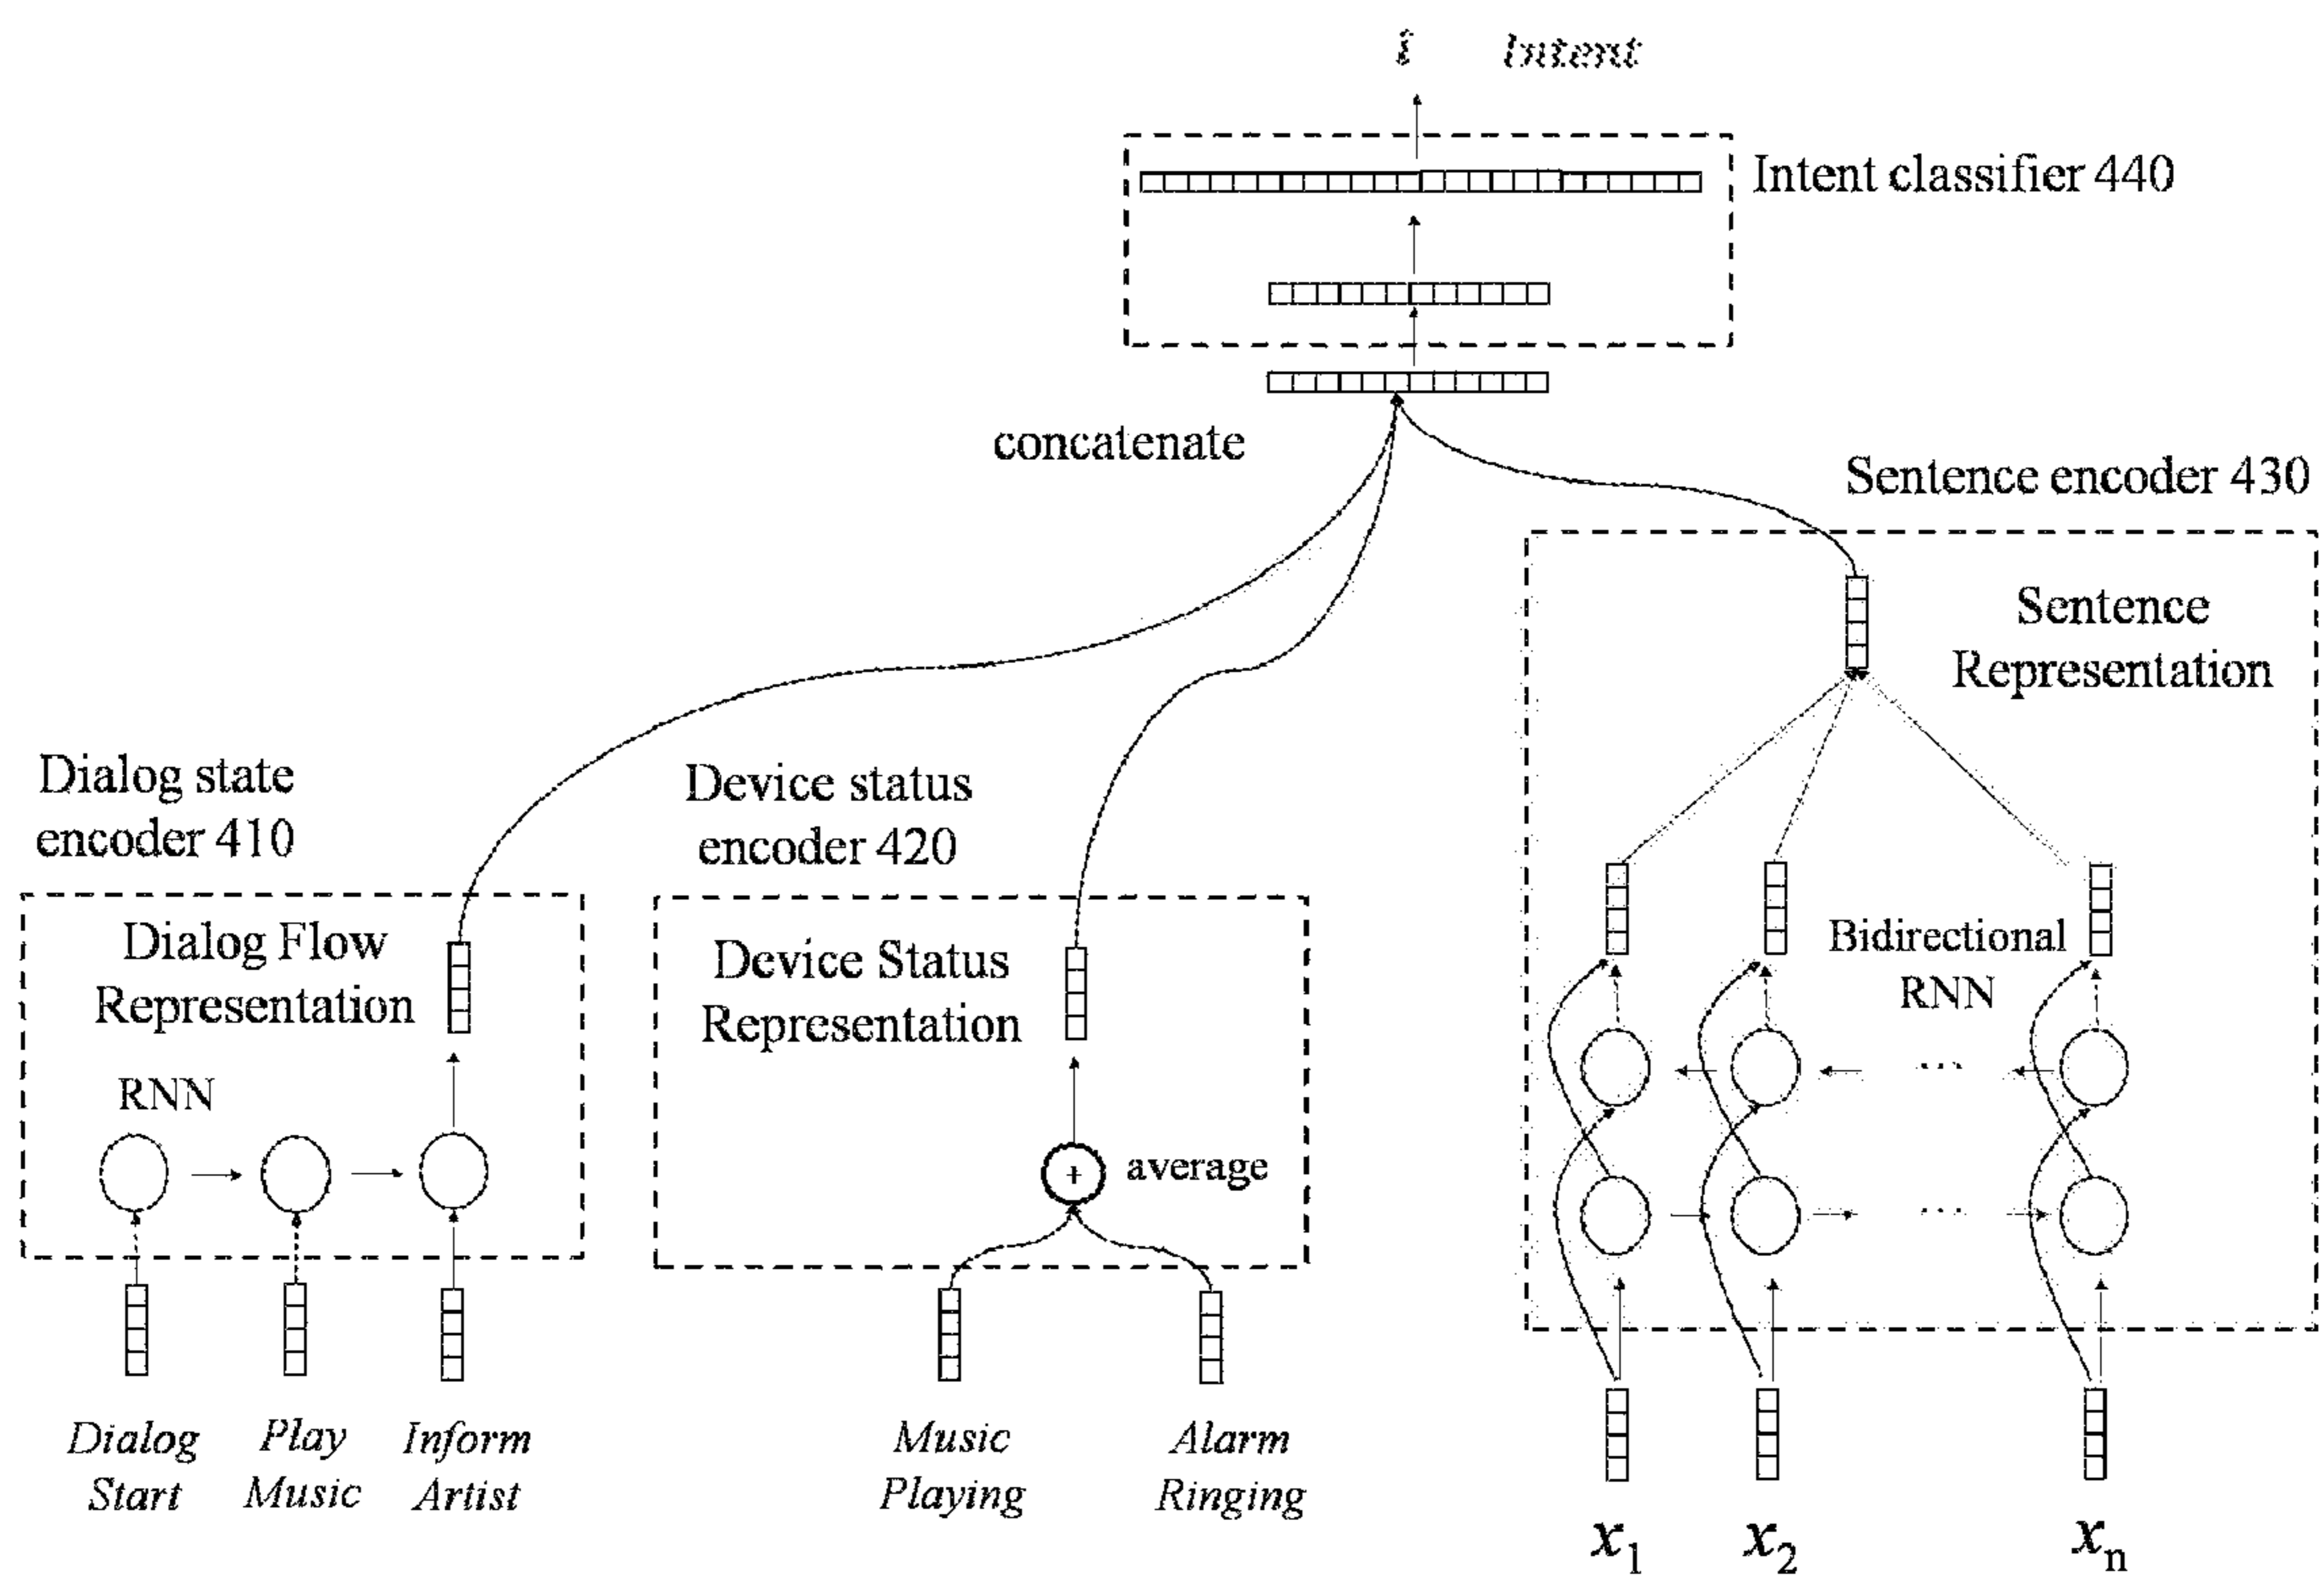 i Intent
Intent classifier 440
concatenate
Sentence encoder 430
Sentence
Representation
Dialog state
encoder 410
Device status
encoder 420
Dialog Flow
Representation
RNN
Device Status
Representation
average
Bidirectional
RNN
...
...
Dialog
Start
Play
Music
Inform
Artist
Music
Playing
Alarm
Ringing
x1
x2
xn